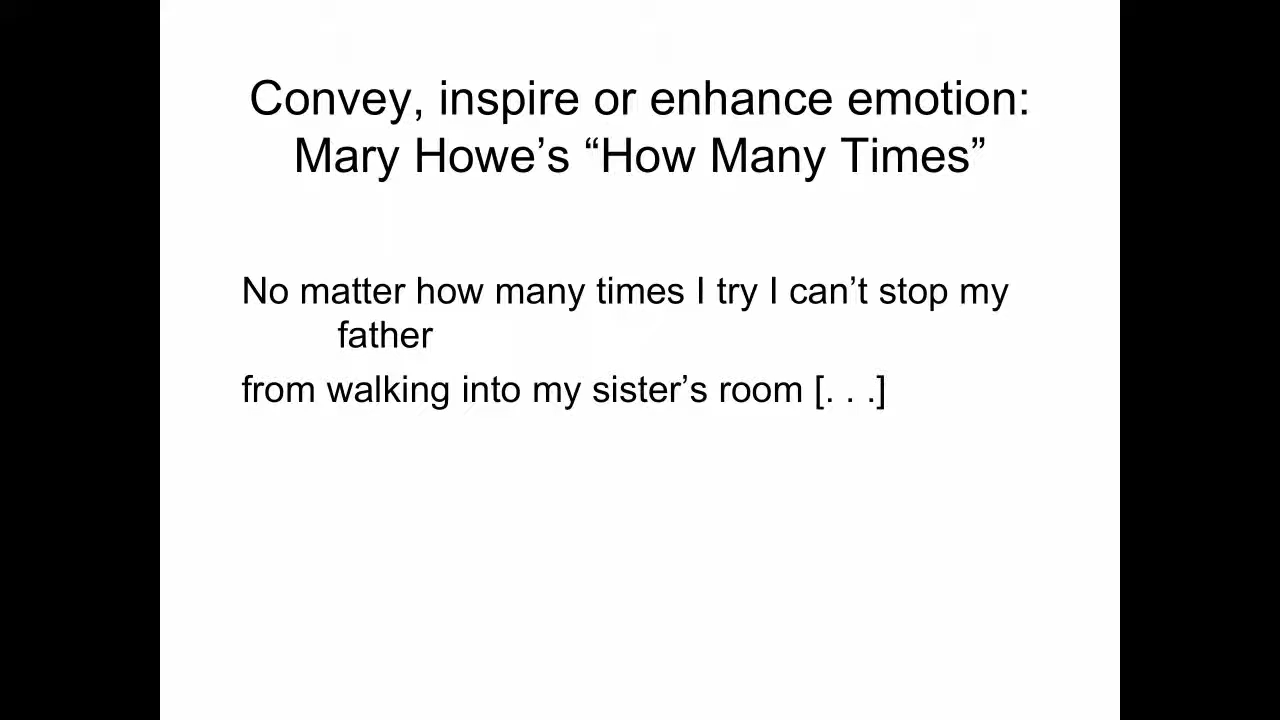 Convey, inspire or enhance emotion:
Mary Howe’s “How Many Times”
No matter how many times I try I can’t stop my
father
from walking into my sister’s room [. . .]